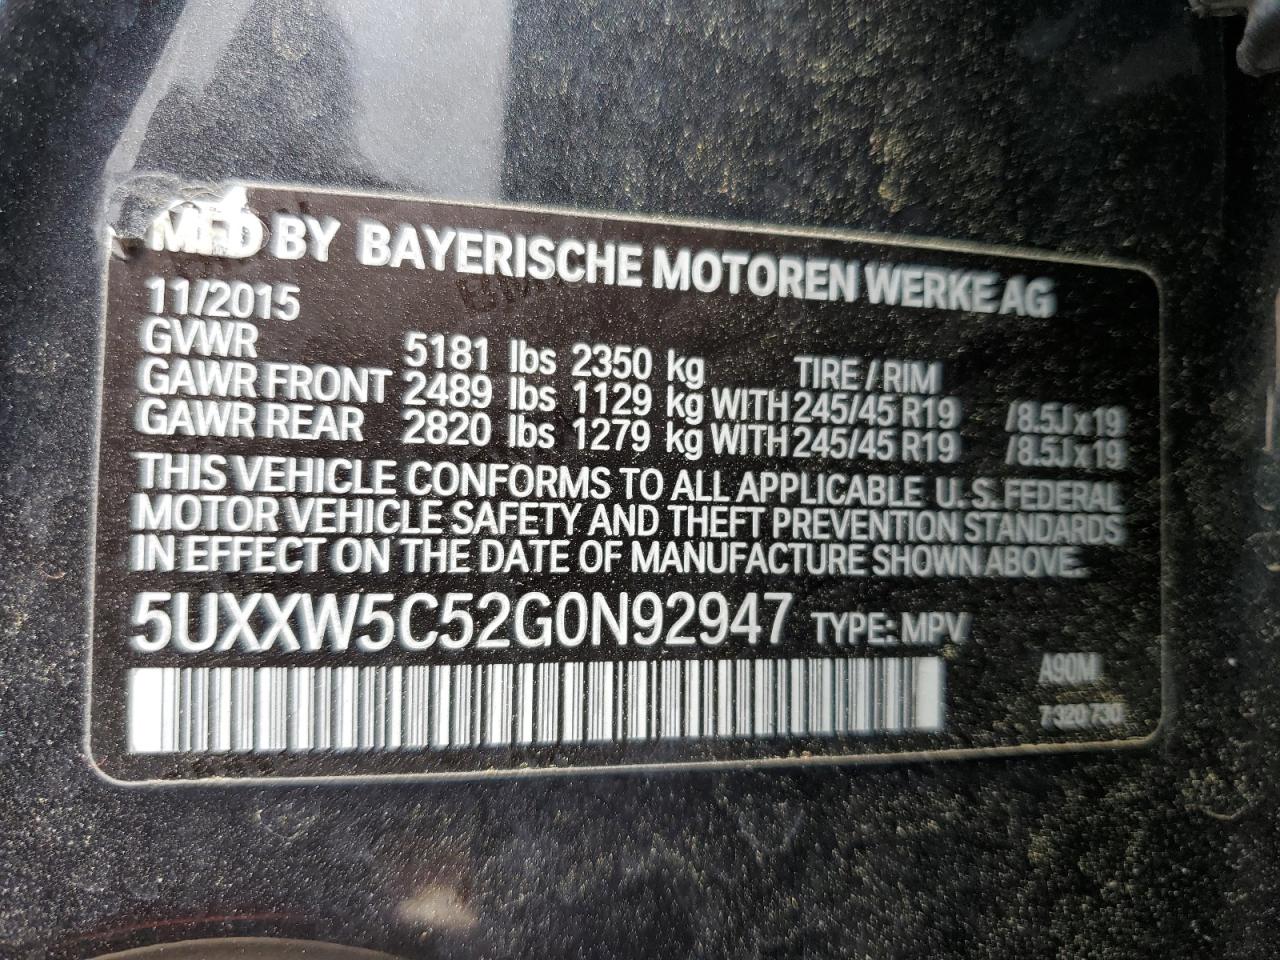 MFD BY BAYERISCHE MOTOREN WERKE AG
11/2015
GVWR 5181 lbs 2350 kg TIRE / RIM
GAWR FRONT 2489 lbs 1129 kg WITH 245/45 R19 /8.5J x 19
GAWR REAR 2820 lbs 1279 kg WITH 245/45 R19 /8.5J x 19
THIS VEHICLE CONFORMS TO ALL APPLICABLE U.S. FEDERAL
MOTOR VEHICLE SAFETY AND THEFT PREVENTION STANDARDS
IN EFFECT ON THE DATE OF MANUFACTURE SHOWN ABOVE.
5UXXW5C52G0N92947 TYPE: MPV
A90M
7 320 730